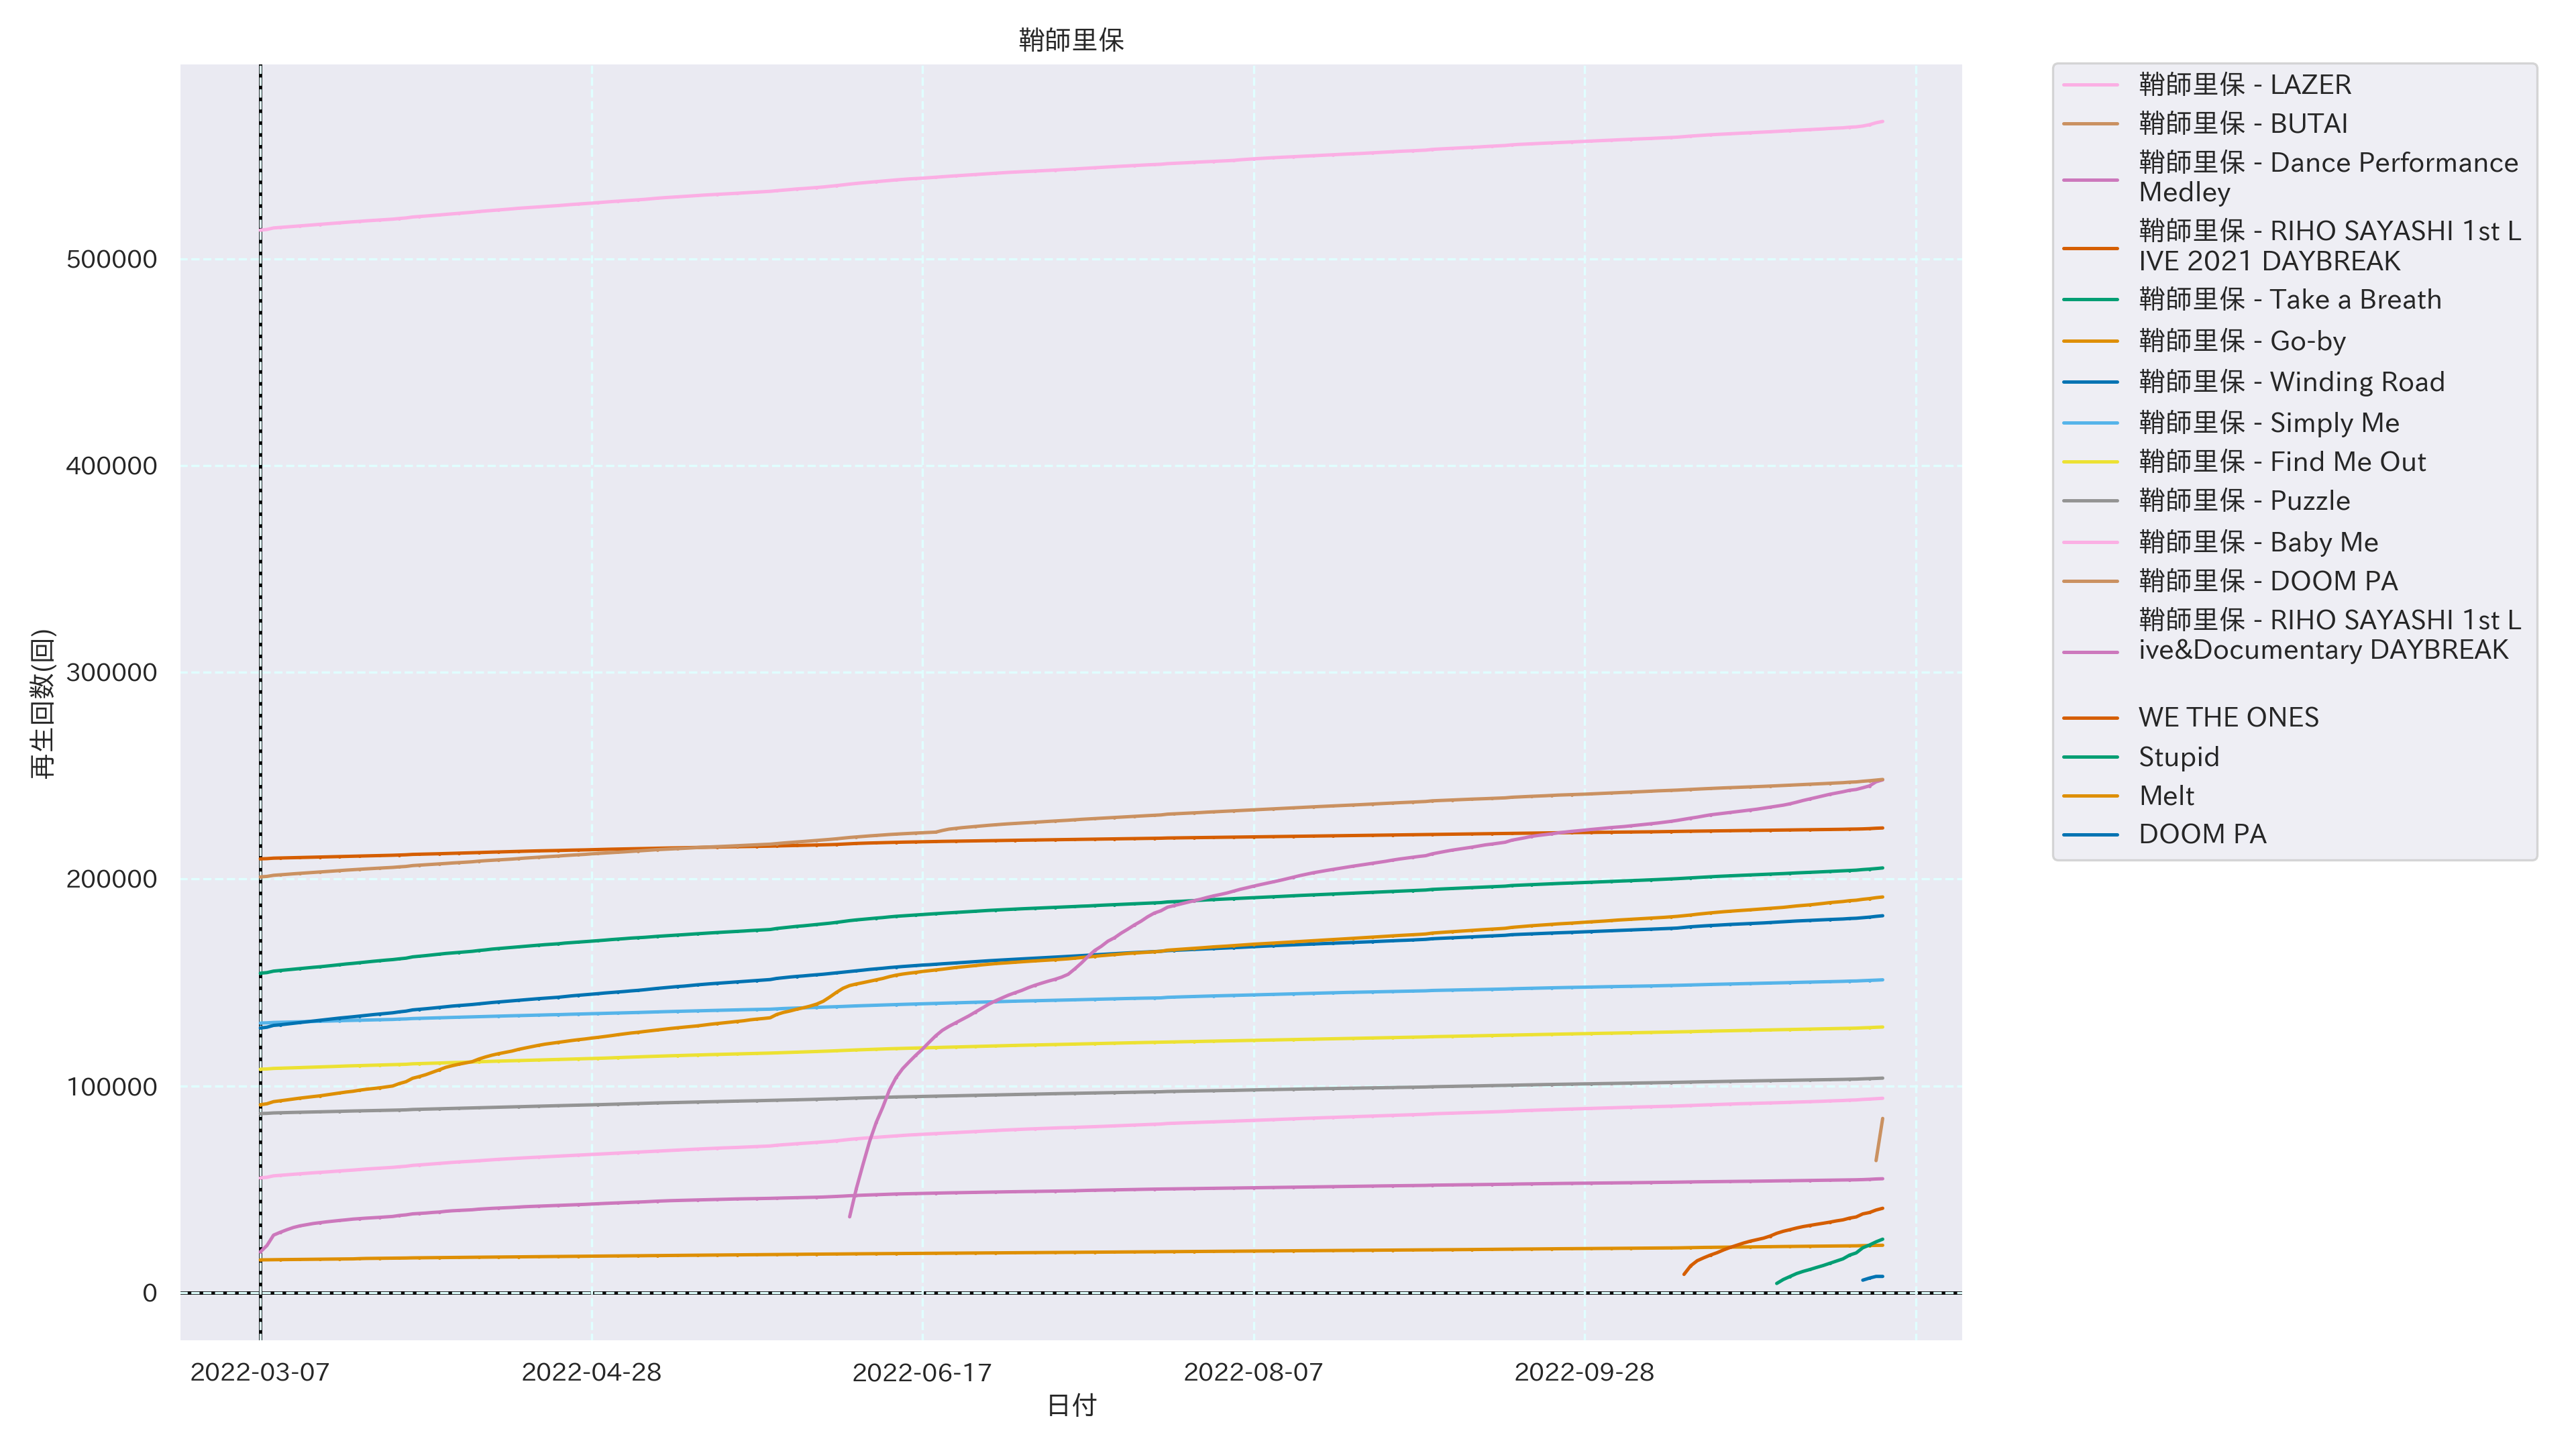 鞘師里保
500000
400000
300000
200000
100000
0
再生回数(回)
2022-03-07
2022-04-28
2022-06-17
2022-08-07
2022-09-28
日付
鞘師里保 - LAZER
鞘師里保 - BUTAI
鞘師里保 - Dance Performance
Medley
鞘師里保 - RIHO SAYASHI 1st L
IVE 2021 DAYBREAK
鞘師里保 - Take a Breath
鞘師里保 - Go-by
鞘師里保 - Winding Road
鞘師里保 - Simply Me
鞘師里保 - Find Me Out
鞘師里保 - Puzzle
鞘師里保 - Baby Me
鞘師里保 - DOOM PA
鞘師里保 - RIHO SAYASHI 1st L
ive&Documentary DAYBREAK
WE THE ONES
Stupid
Melt
DOOM PA